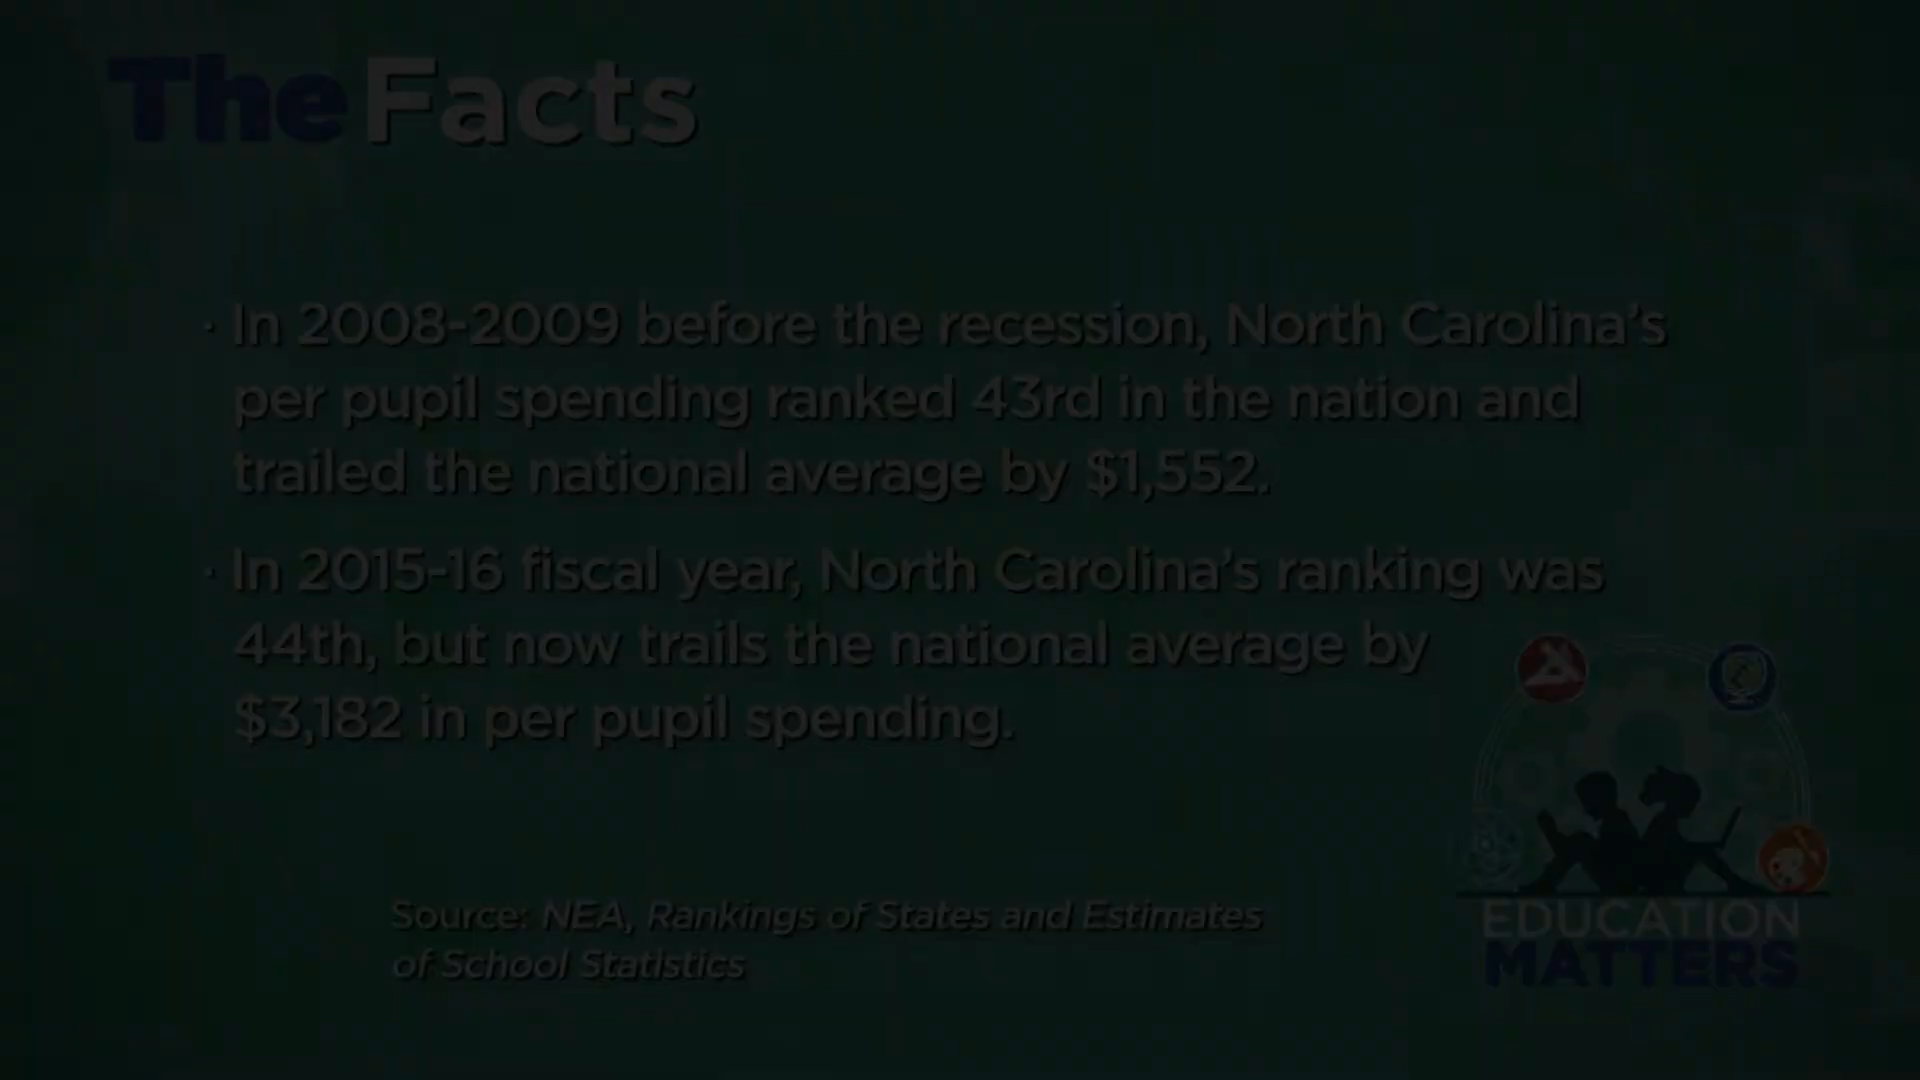 The Facts
· In 2008-2009 before the recession, North Carolina's
per pupil spending ranked 43rd in the nation and
trailed the national average by $1,552.
· In 2015-16 fiscal year, North Carolina's ranking was
44th, but now trails the national average by
$3,182 in per pupil spending.
Source: NEA, Rankings of States and Estimates
of School Statistics
EDUCATION
MATTERS